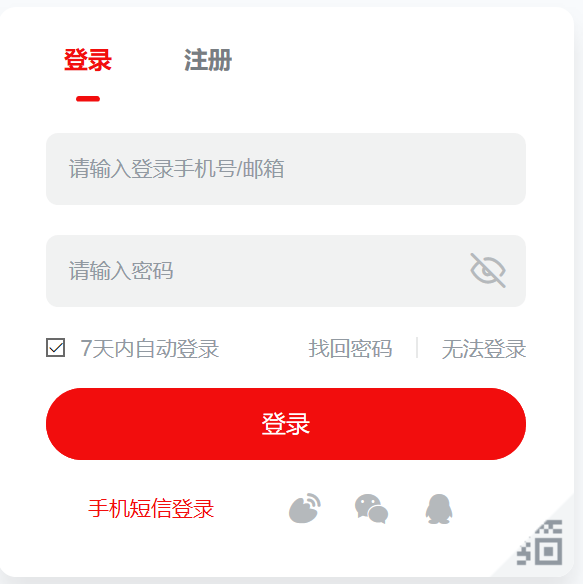 登录 注册
请输入登录手机号/邮箱
请输入密码
7天内自动登录 找回密码 无法登录
登录
手机短信登录